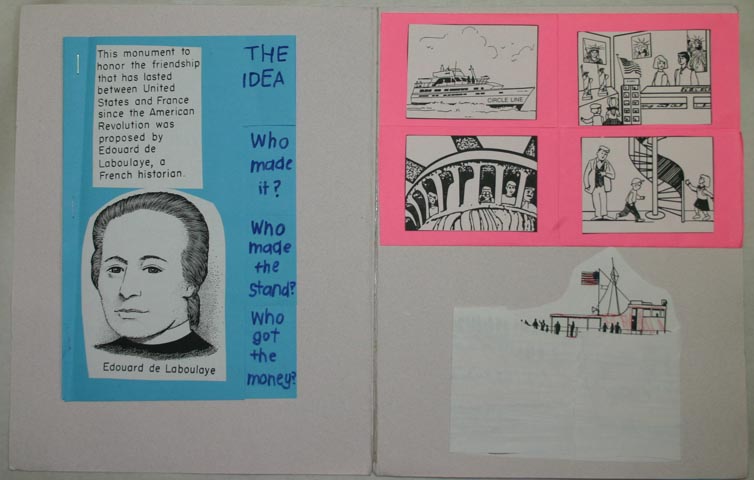 This monument to
honor the friendship
that has lasted
between United
States and France
since the American
Revolution was
proposed by
Edouard de
Laboulaye, a
French historian.
Edouard de Laboulaye
THE
IDEA
Who
made
it?
Who
made
the
stand?
Who
got
the
money?
CIRCLE LINE